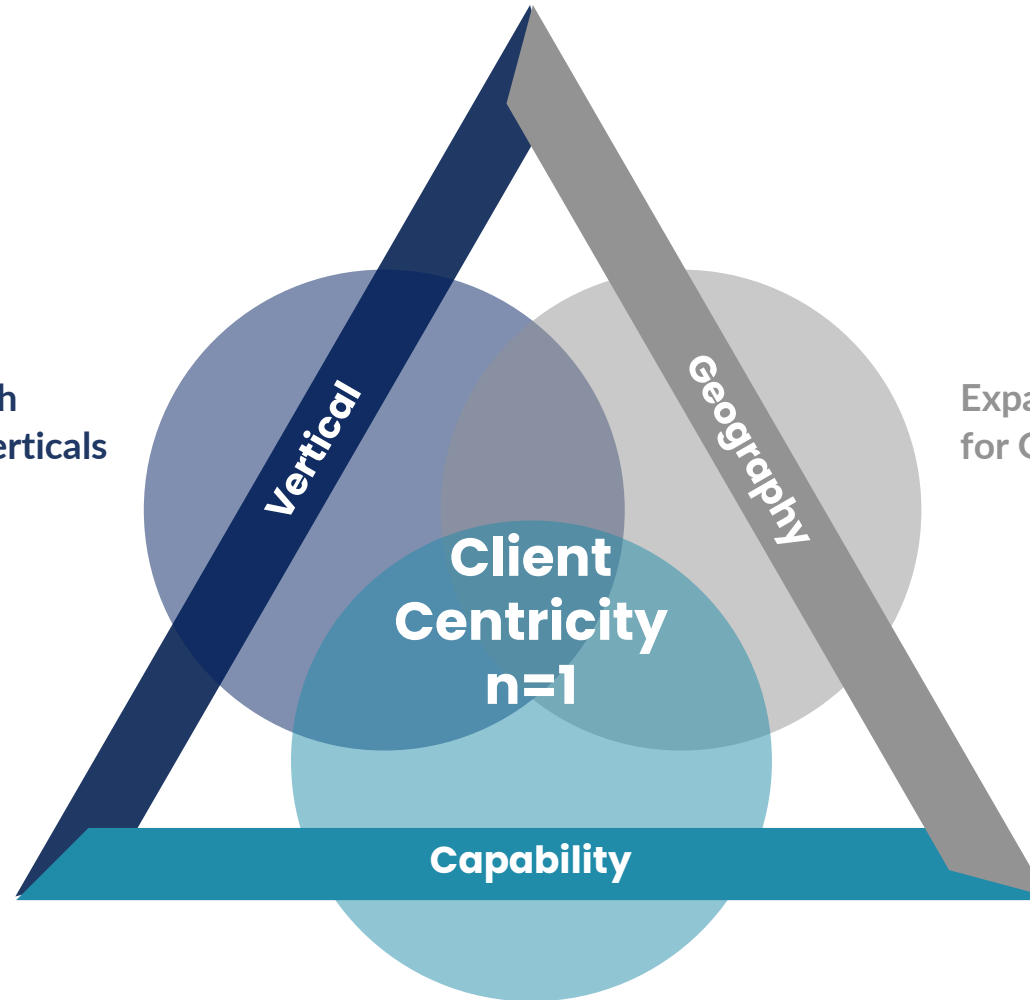 Vertical
Geography
h
erticals
Expa
for
Client
Centricity
n=1
Capability